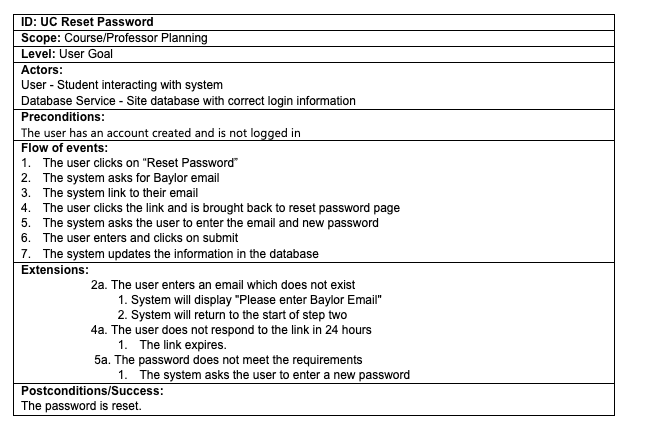 ID: UC Reset Password
Scope: Course/Professor Planning
Level: User Goal
Actors:
User - Student interacting with system
Database Service - Site database with correct login information
Preconditions:
The user has an account created and is not logged in
Flow of events:
1. The user clicks on “Reset Password”
2. The system asks for Baylor email
3. The system link to their email
4. The user clicks the link and is brought back to reset password page
5. The system asks the user to enter the email and new password
6. The user enters and clicks on submit
7. The system updates the information in the database
Extensions:
2a. The user enters an email which does not exist
1. System will display "Please enter Baylor Email"
2. System will return to the start of step two
4a. The user does not respond to the link in 24 hours
1. The link expires.
5a. The password does not meet the requirements
1. The system asks the user to enter a new password
Postconditions/Success:
The password is reset.